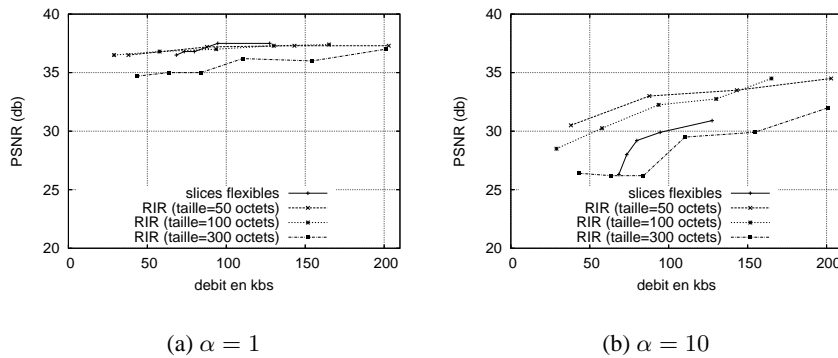 40
35
30
25
20
PSNR (db)
slices flexibles
RIR (taille=50 octets)
RIR (taille=100 octets)
RIR (taille=300 octets)
0 50 100 150 200
debit en kbs
(a) α = 1
40
35
30
25
20
PSNR (db)
slices flexibles
RIR (taille=50 octets)
RIR (taille=100 octets)
RIR (taille=300 octets)
0 50 100 150 200
debit en kbs
(b) α = 10